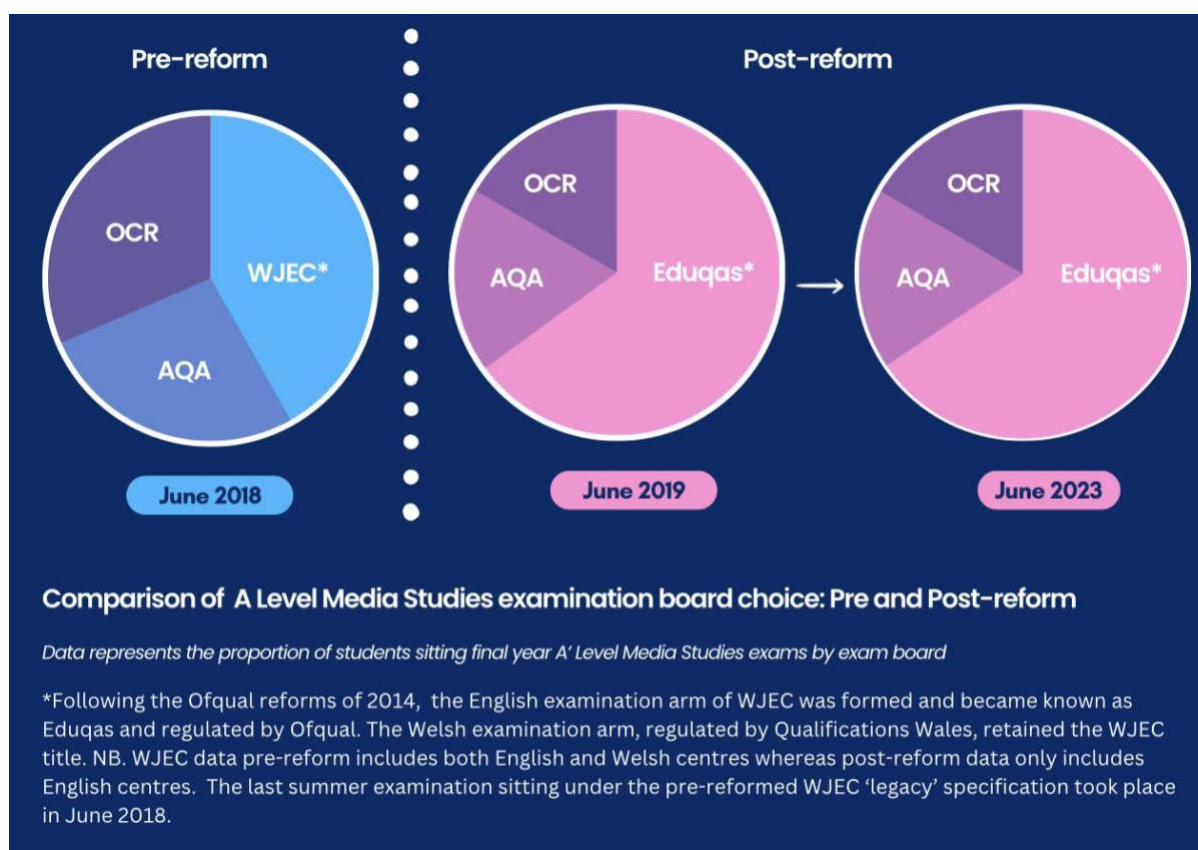 Pre-reform
Post-reform
OCR
WJEC*
AQA
OCR
AQA
Eduqas*
OCR
AQA
Eduqas*
June 2018
June 2019
June 2023
Comparison of A Level Media Studies examination board choice: Pre and Post-reform
Data represents the proportion of students sitting final year A' Level Media Studies exams by exam board
*Following the Ofqual reforms of 2014, the English examination arm of WJEC was formed and became known as
Eduqas and regulated by Ofqual. The Welsh examination arm, regulated by Qualifications Wales, retained the WJEC
title. NB. WJEC data pre-reform includes both English and Welsh centres whereas post-reform data only includes
English centres. The last summer examination sitting under the pre-reformed WJEC ‘legacy’ specification took place
in June 2018.